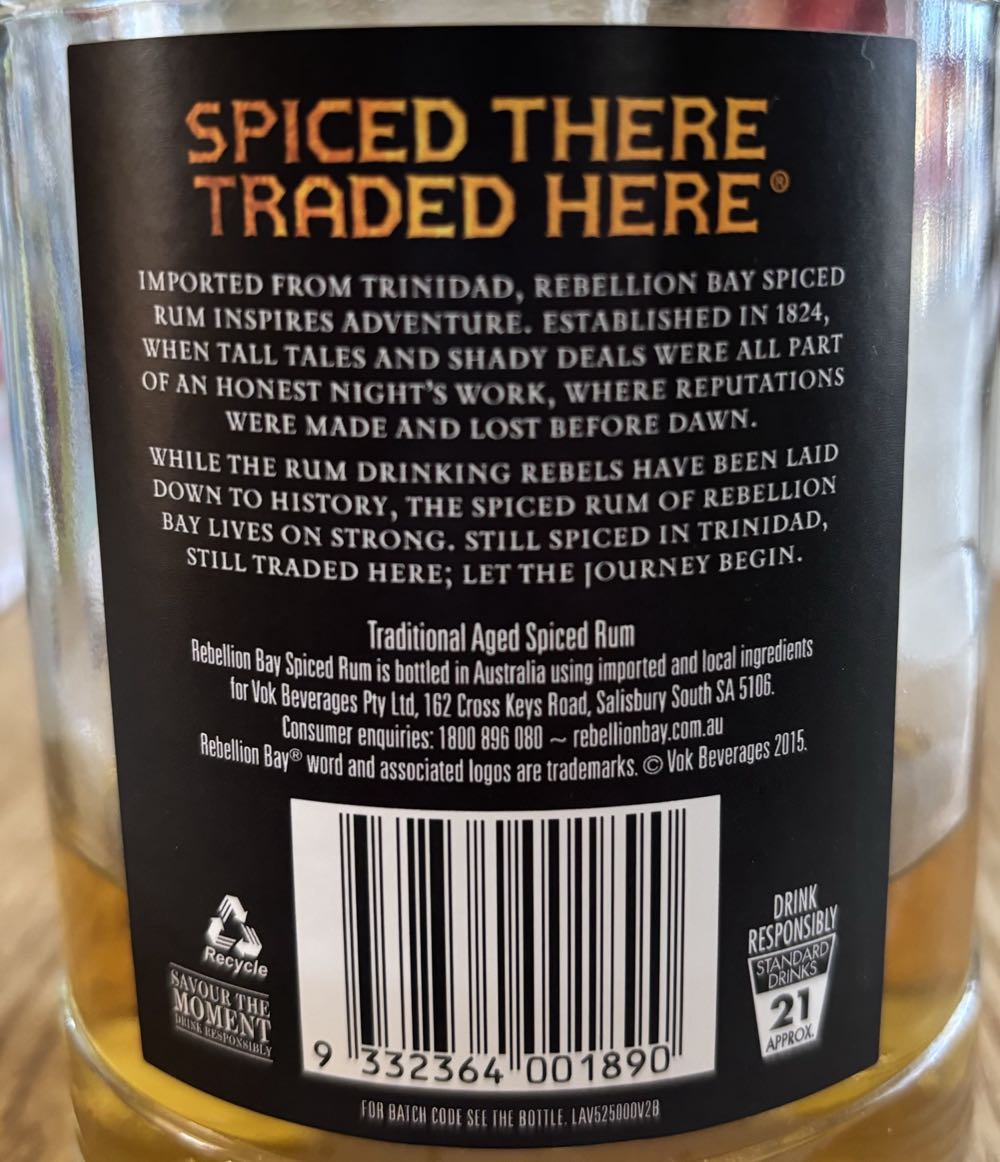 SPICED THERE
TRADED HERE®
IMPORTED FROM TRINIDAD, REBELLION BAY SPICED
RUM INSPIRES ADVENTURE. ESTABLISHED IN 1824,
WHEN TALL TALES AND SHADY DEALS WERE ALL PART
OF AN HONEST NIGHT'S WORK, WHERE REPUTATIONS
WERE MADE AND LOST BEFORE DAWN.
WHILE THE RUM DRINKING REBELS HAVE BEEN LAID
DOWN TO HISTORY, THE SPICED RUM OF REBELLION
BAY LIVES ON STRONG. STILL SPICED IN TRINIDAD,
STILL TRADED HERE; LET THE JOURNEY BEGIN.
Traditional Aged Spiced Rum
Rebellion Bay Spiced Rum is bottled in Australia using imported and local ingredients
for Vok Beverages Pty Ltd, 162 Cross Keys Road, Salisbury South SA 5106.
Consumer enquiries: 1800 896 080 ~ rebellionbay.com.au
Rebellion Bay® word and associated logos are trademarks. © Vok Beverages 2015.
Recycle
SAVOUR THE
MOMENT
DRINK RESPONSIBLY
9 332364 001890
DRINK
RESPONSIBLY
STANDARD
DRINKS
21
APPROX.
FOR BATCH CODE SEE THE BOTTLE. LAV525000V2B